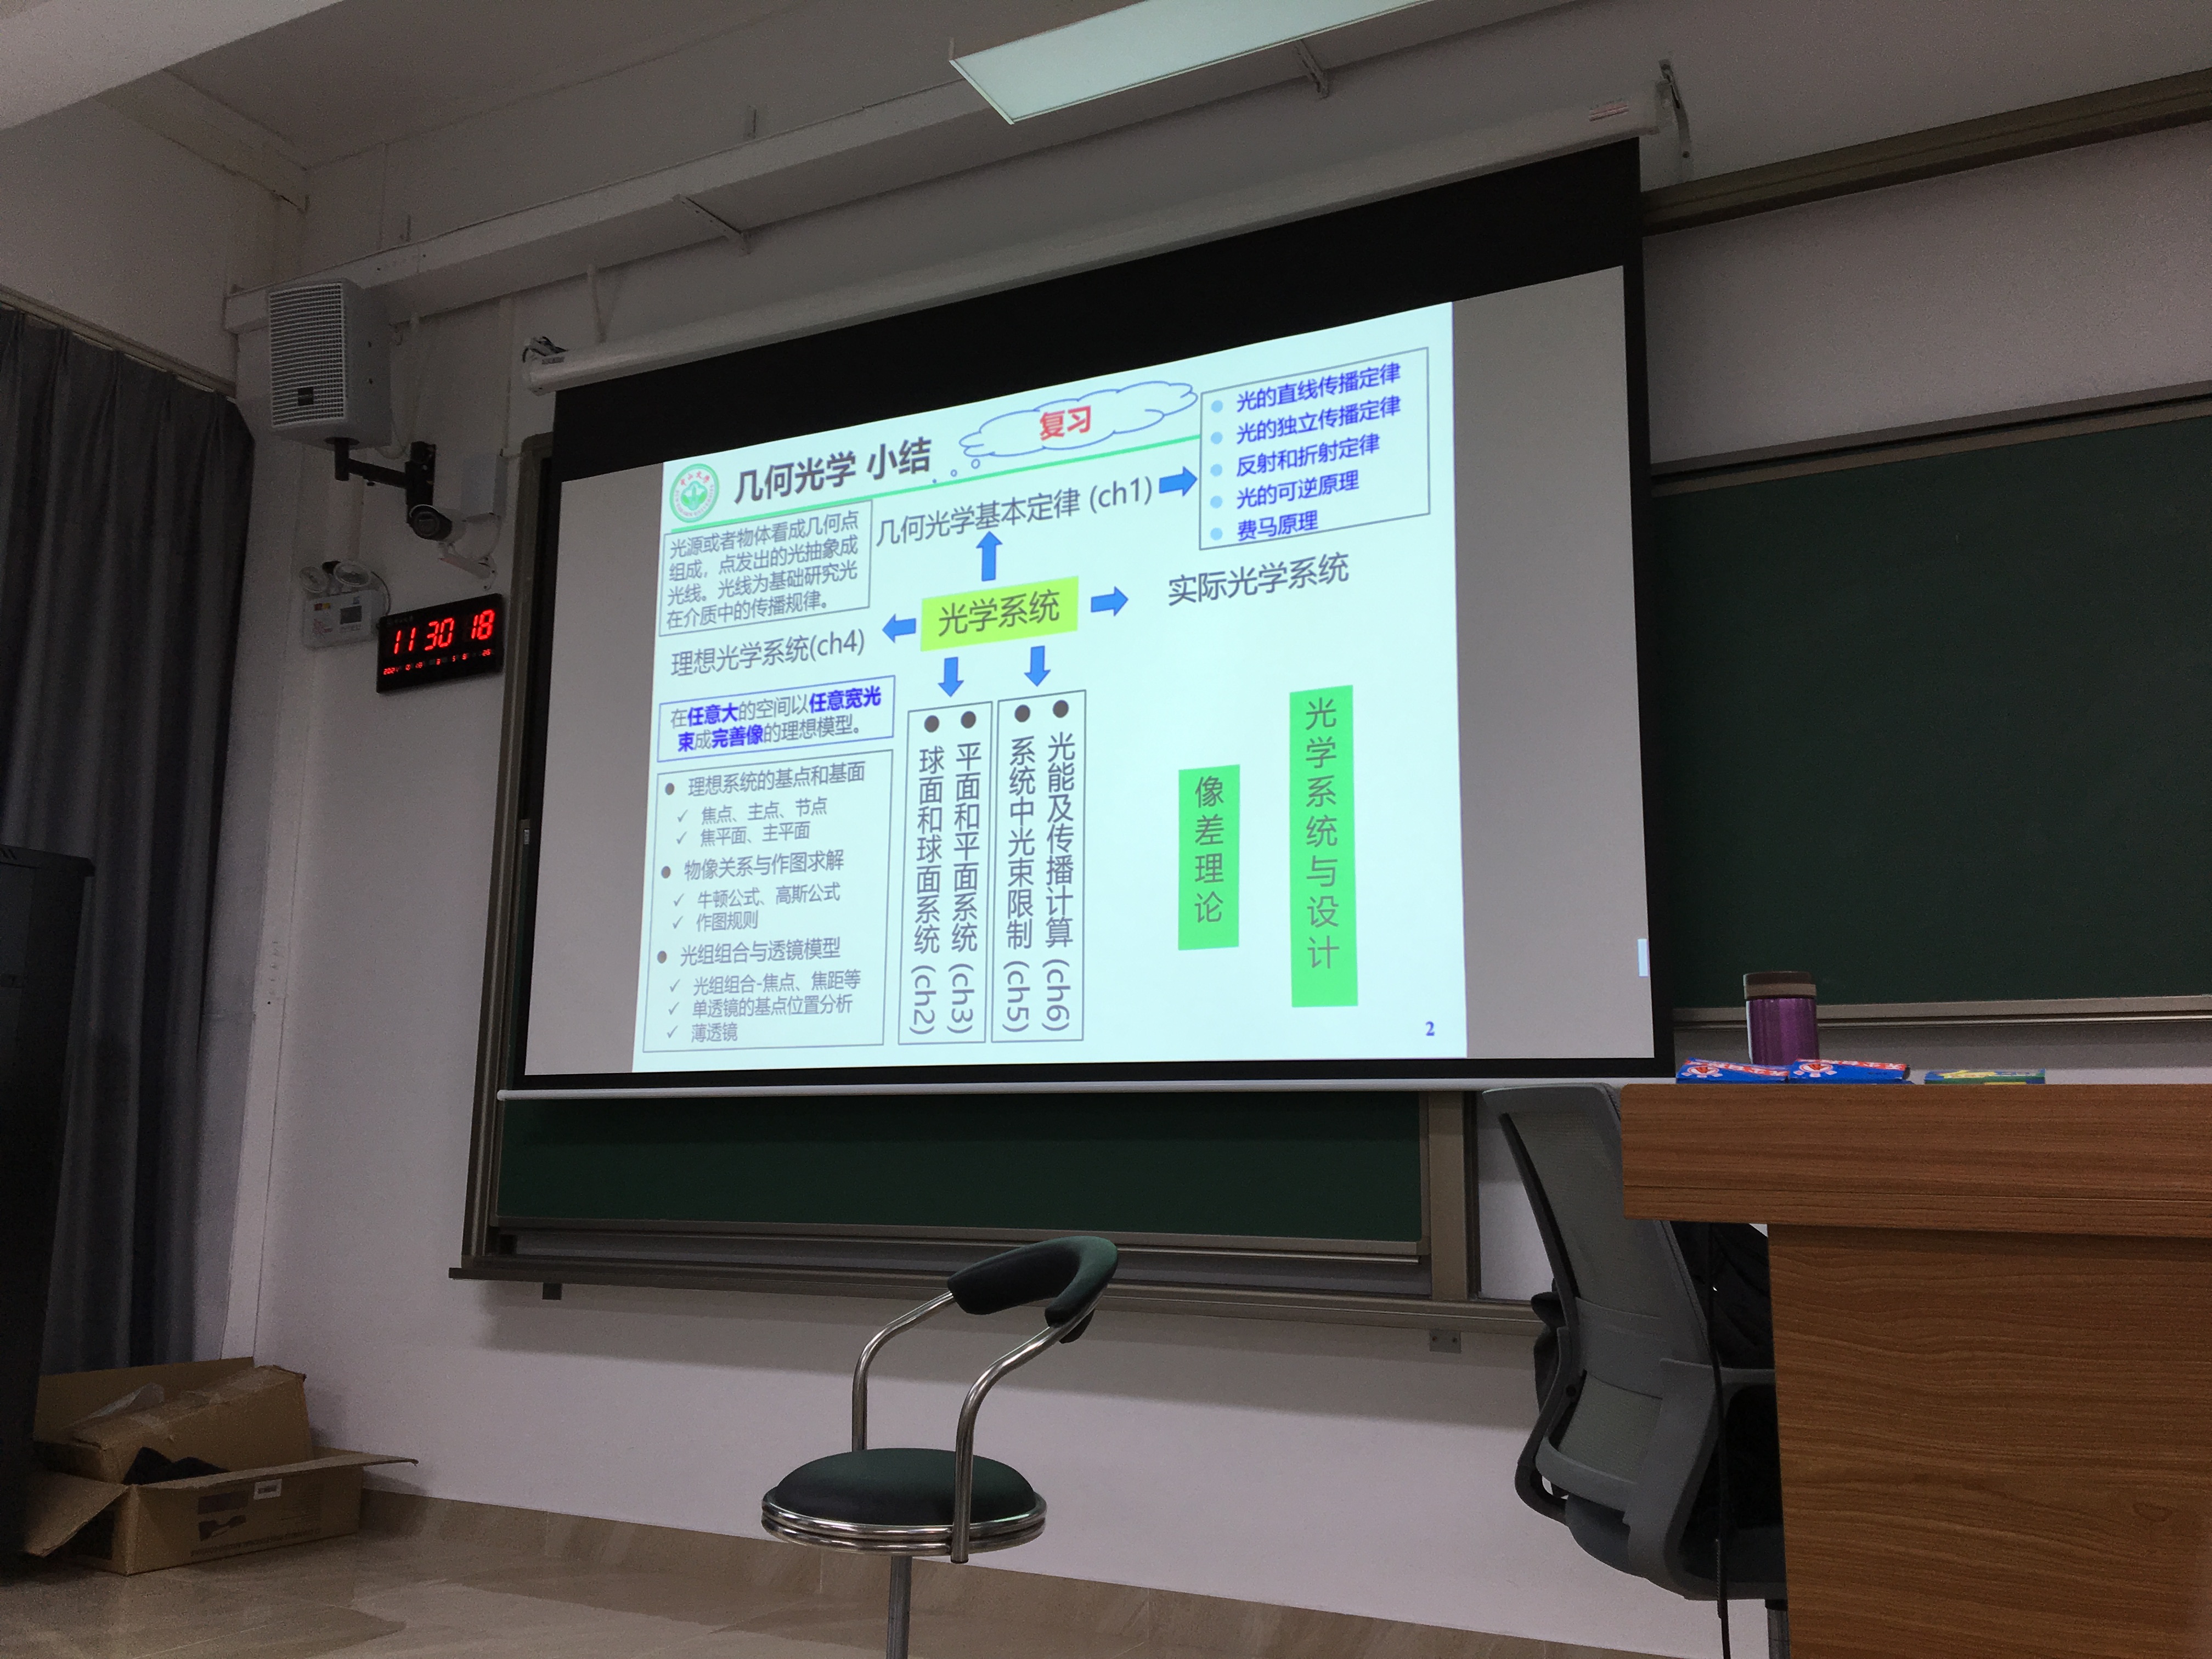 复习
几何光学 小结
光的直线传播定律
光的独立传播定律
反射和折射定律
光的可逆原理
费马原理
几何光学基本定律 (ch1)
光源或者物体看成几何点
组成，点发出的光抽象成
光线。光线为基础研究光
在介质中的传播规律。
光学系统
实际光学系统
理想光学系统(ch4)
在任意大的空间以任意宽光
束成完善像的理想模型。
理想系统的基点和基面
✓ 焦点、主点、节点
✓ 焦平面、主平面
物像关系与作图求解
✓ 牛顿公式、高斯公式
✓ 作图规则
光组组合与透镜模型
✓ 光组组合-焦点、焦距等
✓ 单透镜的基点位置分析
✓ 薄透镜
球面和球面系统 (ch2)
平面和平面系统 (ch3)
系统中光束限制 (ch5)
光能及传播计算 (ch6)
像差理论
光学系统与设计
2
11 30 18